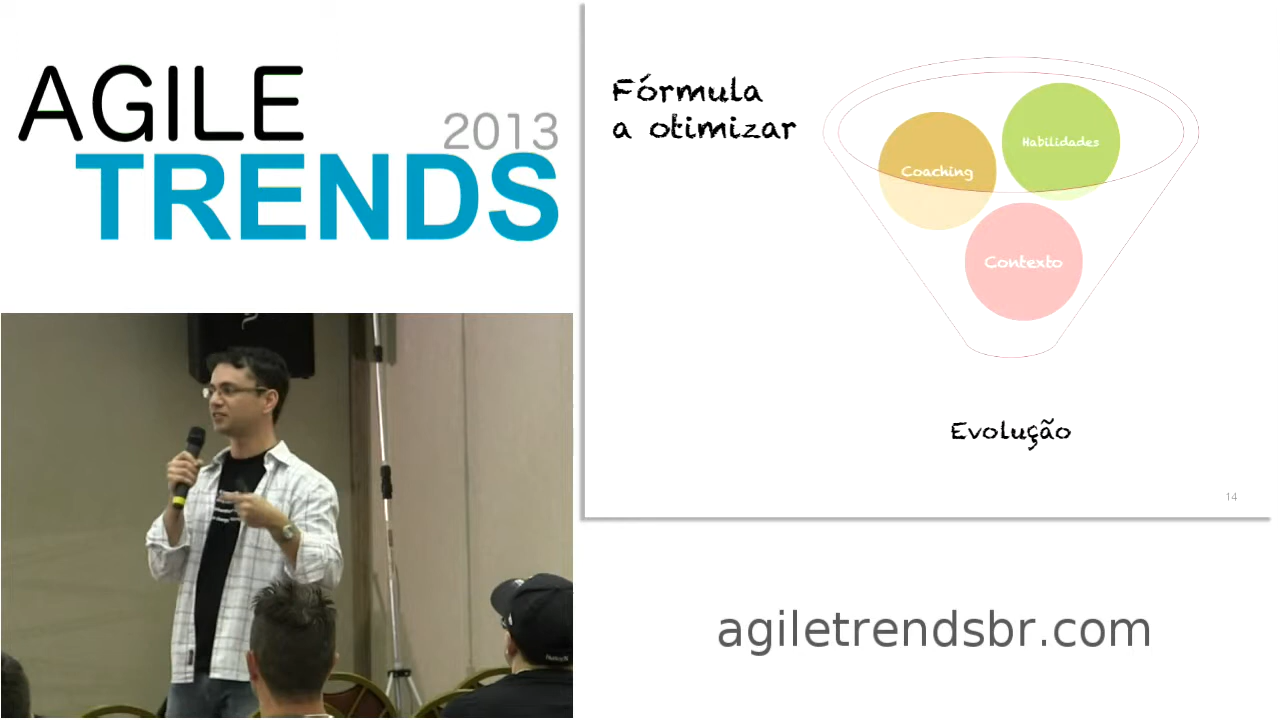 AGILE
2013
TRENDS
Fórmula
a otimizar
Coaching
Habilidades
Contexto
Evolução
14
agiletrendsbr.com